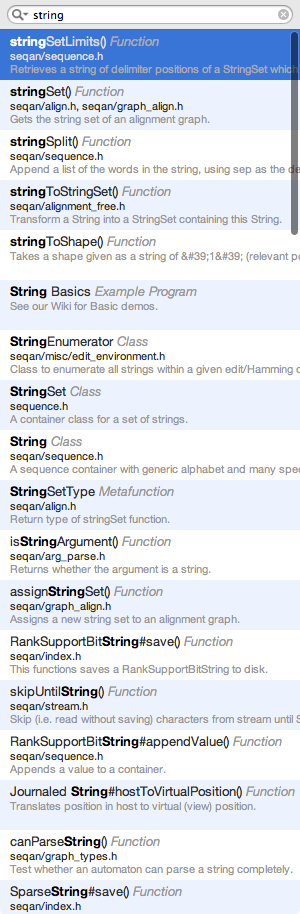 string
stringSetLimits() Function
seqan/sequence.h
Retrieves a string of delimiter positions of a StringSet which
stringSet() Function
seqan/align.h, seqan/graph_align.h
Gets the string set of an alignment graph.
stringSplit() Function
seqan/sequence.h
Append a list of the words in the string, using sep as the de
stringToStringSet() Function
seqan/alignment_free.h
Transform a String into a StringSet containing this String.
stringToShape() Function
Takes a shape given as a string of &#39;1&#39; (relevant po
String Basics Example Program
See our Wiki for Basic demos.
StringEnumerator Class
seqan/misc/edit_environment.h
Class to enumerate all strings within a given edit/Hamming d
StringSet Class
sequence.h
A container class for a set of strings.
String Class
seqan/sequence.h
A sequence container with generic alphabet and many spec
StringSetType Metafunction
seqan/align.h
Return type of stringSet function.
isStringArgument() Function
seqan/arg_parse.h
Returns whether the argument is a string.
assignStringSet() Function
seqan/graph_align.h
Assigns a new string set to an alignment graph.
RankSupportBitString#save() Function
seqan/index.h
This functions saves a RankSupportBitString to disk.
skipUntilString() Function
seqan/stream.h
Skip (i.e. read without saving) characters from stream until S
RankSupportBitString#appendValue() Function
seqan/sequence.h
Appends a value to a container.
Journaled String#hostToVirtualPosition() Function
Translates position in host to virtual (view) position.
canParseString() Function
seqan/graph_types.h
Test whether an automaton can parse a string completely.
SparseString#save() Function
seqan/index.h